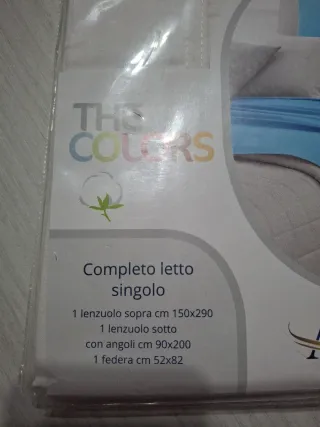 THE
COLORS
Completo letto
singolo
1 lenzuolo sopra cm 150x290
1 lenzuolo sotto
con angoli cm 90x200
1 federa cm 52x82